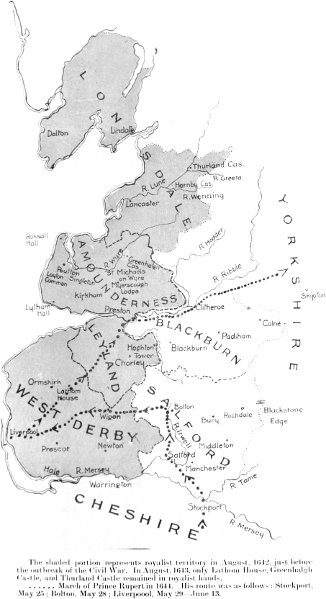 LONSDALE
Dalton
Lindale
Thurland Cas.
R. Greeta
Hornby Cas.
R. Lune
R. Wenning
Lancaster
YORKSHIRE
Rossall Hall
R. Hodder
R. Wyre
Greenhalgh Cas.
St Michaels on Wyre
Myerscough Lodge
Poulton
Singleton
Layton Common
AMOUNDERNESS
Kirkham
R. Ribble
Skipton
Lytham Hall
Preston
Clitheroe
BLACKBURN
Colne
Padiham
Blackburn
LEYLAND
Hoghton Tower
Chorley
Ormskirk
Lathom House
WEST DERBY
Wigan
Bolton
SALFORD
Bury
Rochdale
Blackstone Edge
Liverpool
Newton
Prescot
R. Irwell
Middleton
Salford
Manchester
Hale
R. Mersey
Warrington
R. Tame
Stockport
CHESHIRE
R. Mersey
The shaded portion represents royalist territory in August, 1642, just before
the outbreak of the Civil War. In August, 1643, only Lathom House, Greenhalgh
Castle, and Thurland Castle remained in royalist hands.
...... March of Prince Rupert in 1644. His route was as follows: Stockport,
May 25; Bolton, May 28; Liverpool, May 29–June 13.